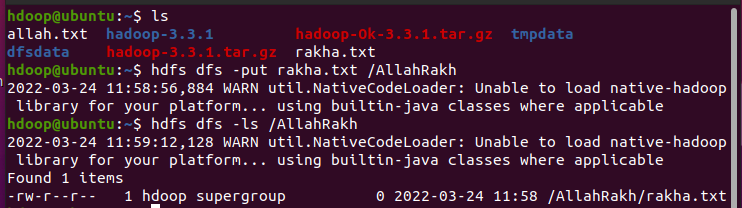 hdoop@ubuntu:~$ ls
allah.txt hadoop-3.3.1 hadoop-Ok-3.3.1.tar.gz tmpdata
dfsdata hadoop-3.3.1.tar.gz rakha.txt
hdoop@ubuntu:~$ hdfs dfs -put rakha.txt /AllahRakh
2022-03-24 11:58:56,884 WARN util.NativeCodeLoader: Unable to load native-hadoop
library for your platform... using builtin-java classes where applicable
hdoop@ubuntu:~$ hdfs dfs -ls /AllahRakh
2022-03-24 11:59:12,128 WARN util.NativeCodeLoader: Unable to load native-hadoop
library for your platform... using builtin-java classes where applicable
Found 1 items
-rw-r--r-- 1 hdoop supergroup 0 2022-03-24 11:58 /AllahRakh/rakha.txt